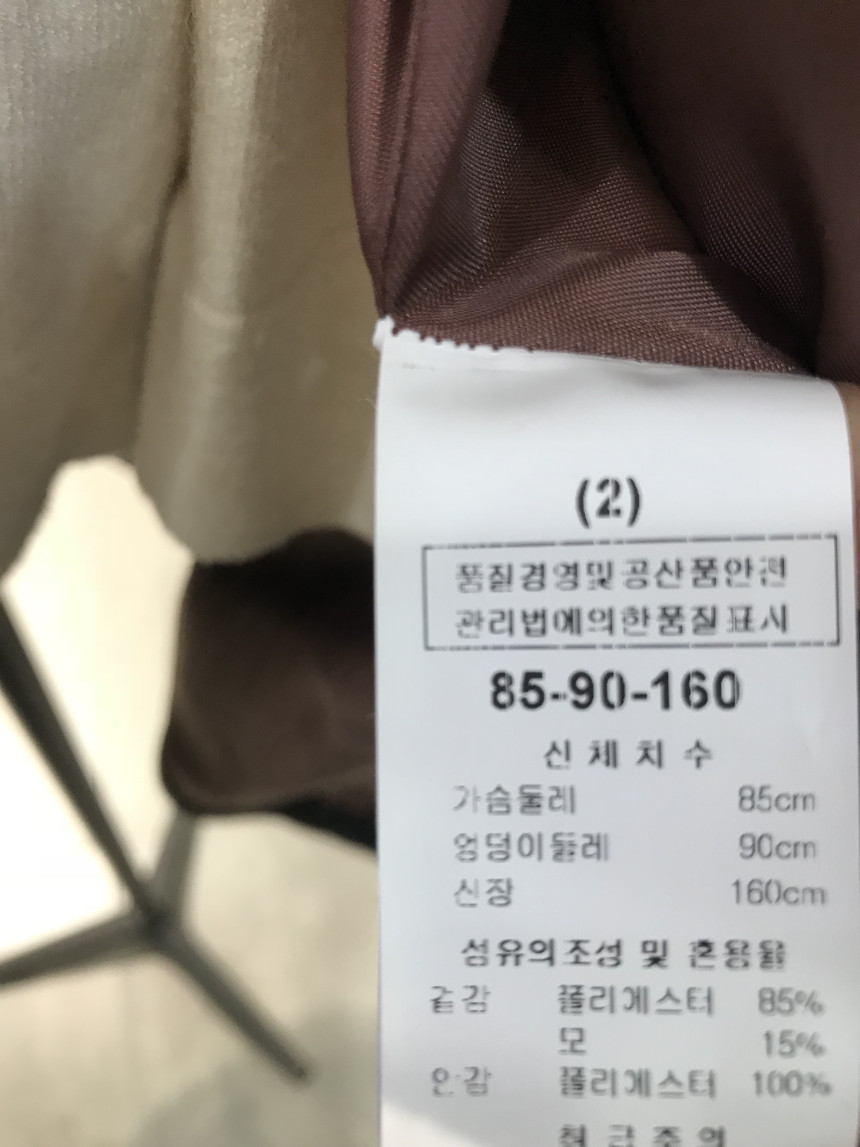 (2)
품질경영및공산품안전
관리법에의한품질표시
85-90-160
신체치수
가슴둘레 85cm
엉덩이둘레 90cm
신장 160cm
섬유의조성 및 혼용율
겉감 폴리에스터 85%
모 15%
안감 폴리에스터 100%